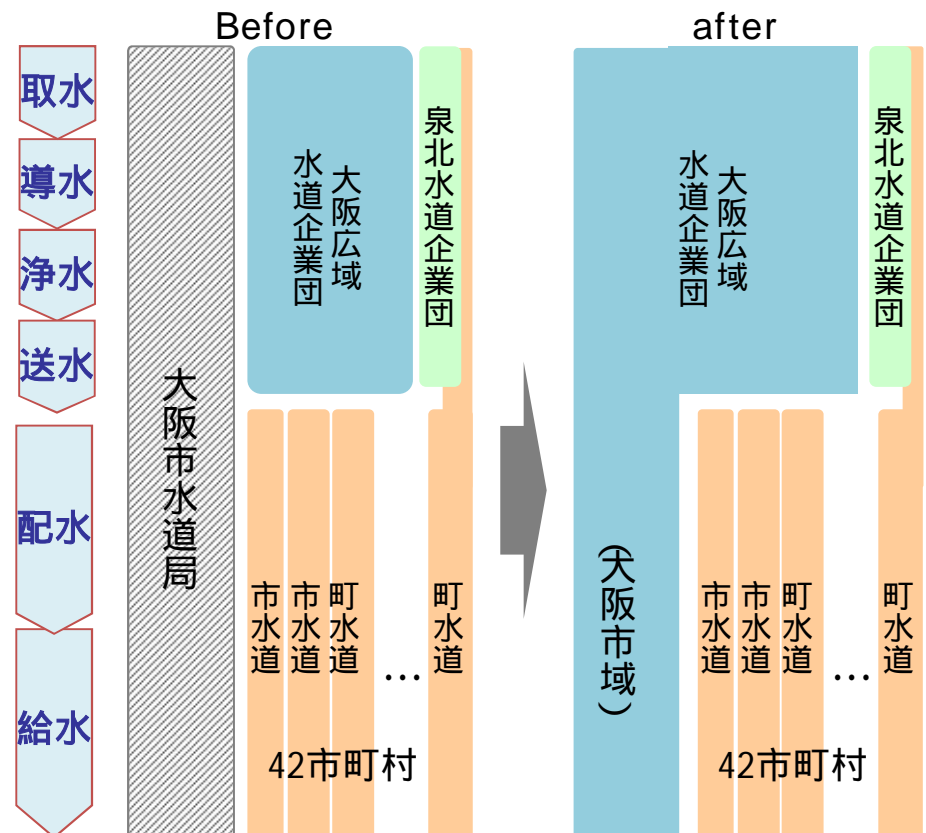 Before
after
取水
導水
浄水
送水
配水
給水
大阪市水道局
大阪広域
水道企業団
泉北水道企業団
市水道
市水道
町水道
…
町水道
42市町村
大阪広域
水道企業団
泉北水道企業団
(大阪市域)
市水道
市水道
町水道
…
町水道
42市町村